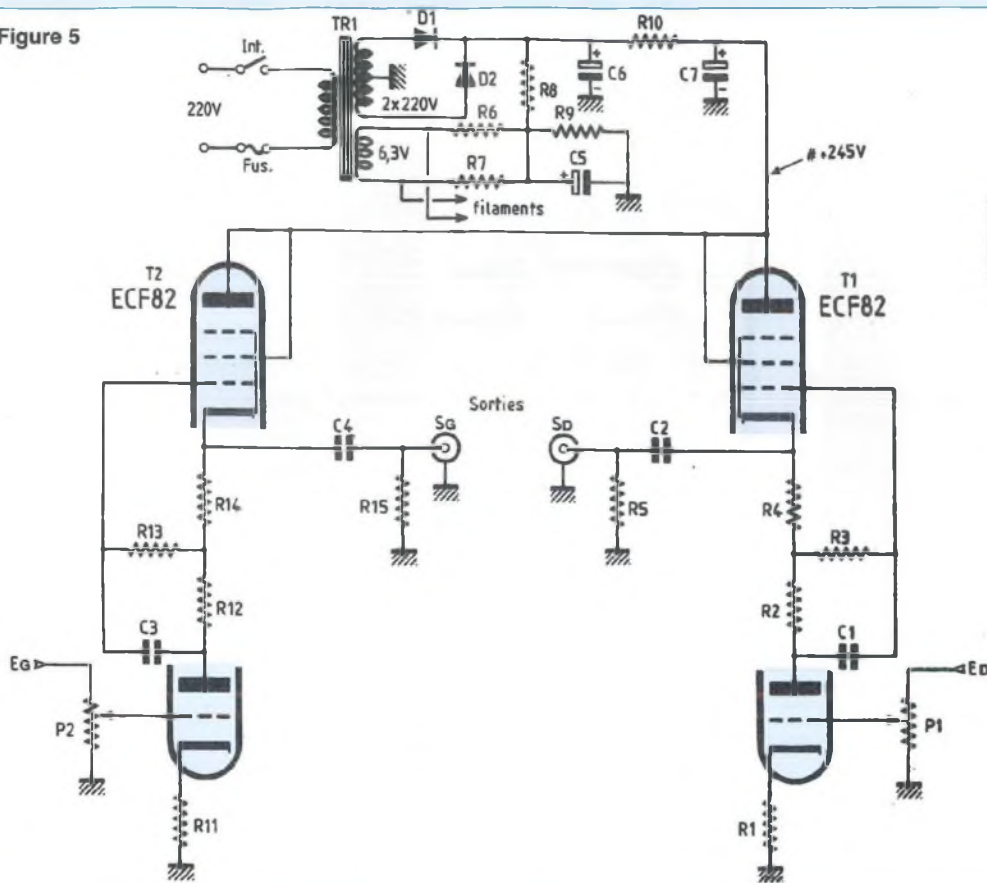 Figure 5
TR1
D1
R10
Int.
C6
C7
D2
R8
220V
2x220V
R6
R9
6,3V
# +245V
R7
C5
Fus.
filaments
T2
ECF82
T1
ECF82
Sorties
C4
SG
SD
C2
R14
R15
R5
R4
R13
R3
R12
R2
C3
C1
EG
ED
P2
P1
R11
R1
+
-
+
-
+